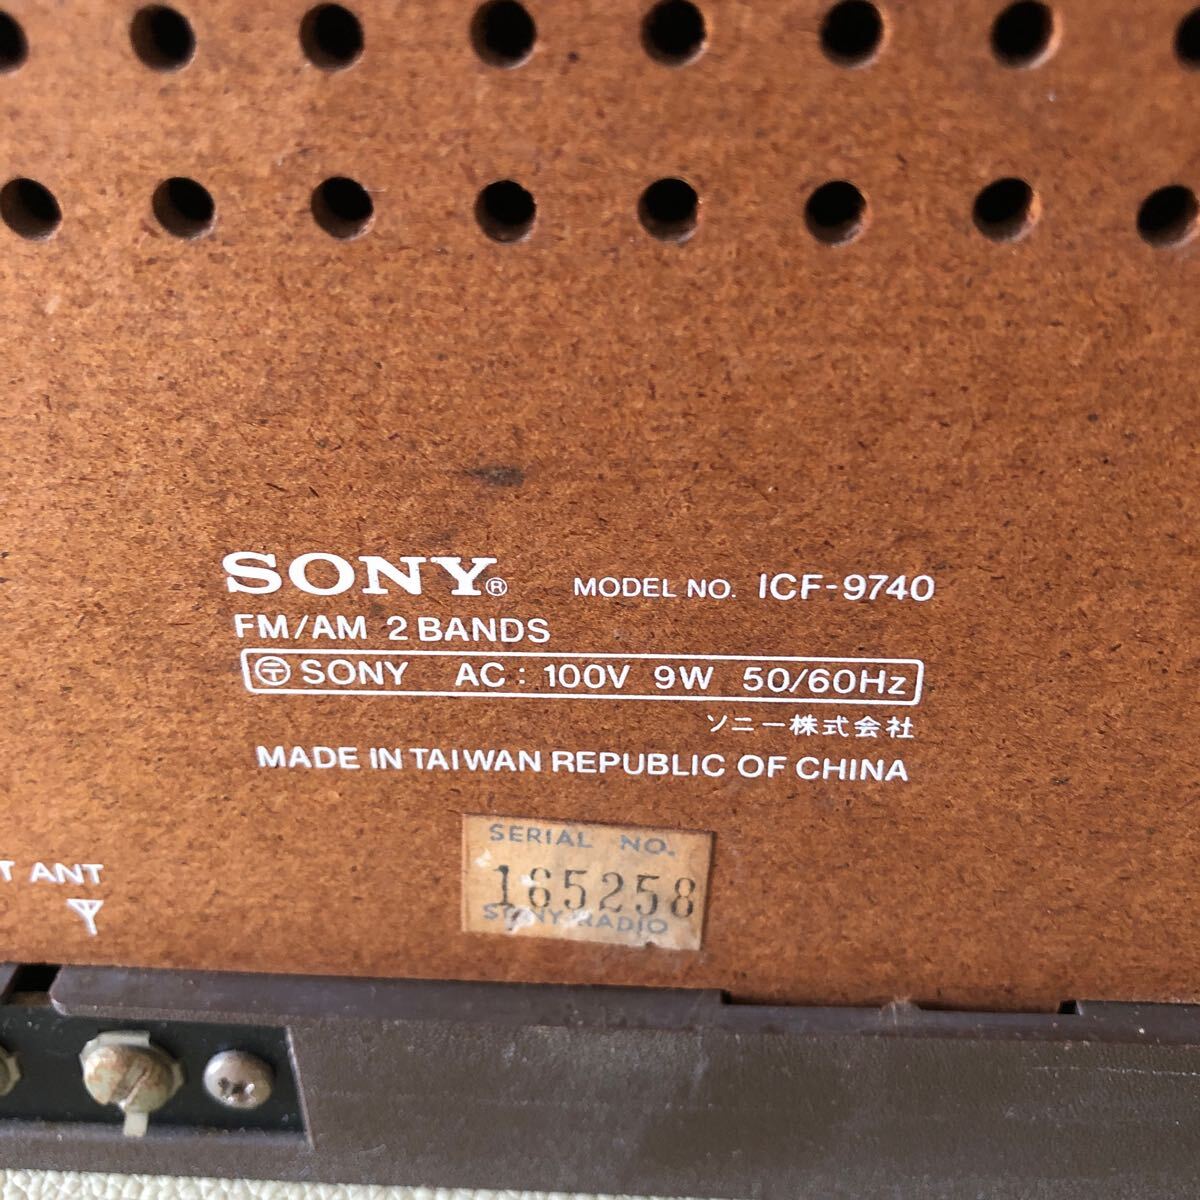 SONY® MODEL NO. ICF-9740
FM/AM 2 BANDS
〒 SONY AC: 100V 9W 50/60Hz
ソニー株式会社
MADE IN TAIWAN REPUBLIC OF CHINA
T ANT
SERIAL NO.
165258
SONY RADIO